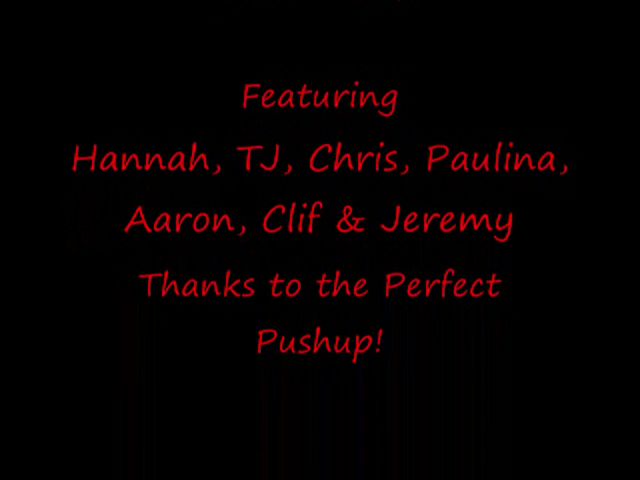 Featuring
Hannah, TJ, Chris, Paulina,
Aaron, Clif & Jeremy
Thanks to the Perfect
Pushup!